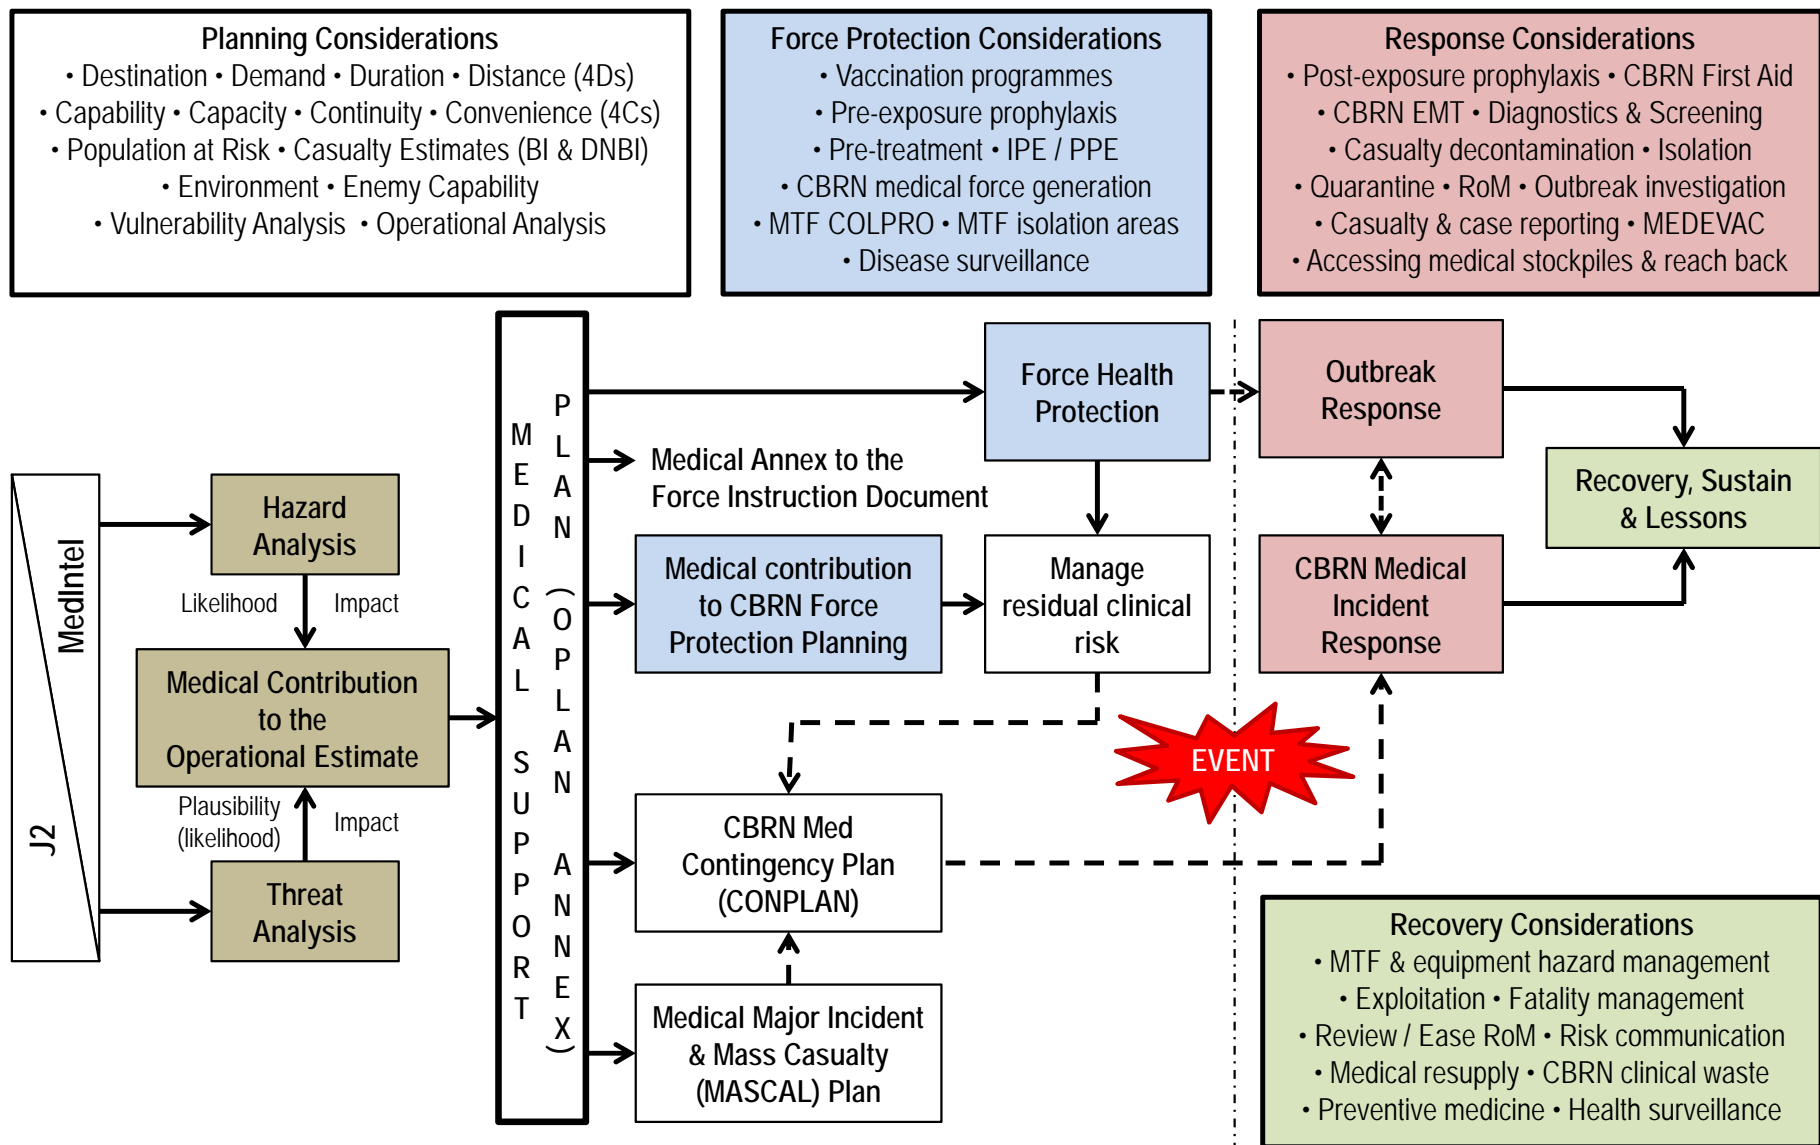 Planning Considerations
• Destination • Demand • Duration • Distance (4Ds)
• Capability • Capacity • Continuity • Convenience (4Cs)
• Population at Risk • Casualty Estimates (BI & DNBI)
• Environment • Enemy Capability
• Vulnerability Analysis • Operational Analysis
Force Protection Considerations
• Vaccination programmes
• Pre-exposure prophylaxis
• Pre-treatment • IPE / PPE
• CBRN medical force generation
• MTF COLPRO • MTF isolation areas
• Disease surveillance
Response Considerations
• Post-exposure prophylaxis • CBRN First Aid
• CBRN EMT • Diagnostics & Screening
• Casualty decontamination • Isolation
• Quarantine • RoM • Outbreak investigation
• Casualty & case reporting • MEDEVAC
• Accessing medical stockpiles & reach back
MedIntel
J2
Hazard
Analysis
Likelihood
Impact
Medical Contribution
to the
Operational Estimate
Plausibility
(likelihood)
Impact
Threat
Analysis
MEDICAL SUPPORT
PLAN (OPLAN ANNEX)
Force Health
Protection
Medical Annex to the
Force Instruction Document
Medical contribution
to CBRN Force
Protection Planning
Manage
residual clinical
risk
CBRN Med
Contingency Plan
(CONPLAN)
Medical Major Incident
& Mass Casualty
(MASCAL) Plan
EVENT
Outbreak
Response
CBRN Medical
Incident
Response
Recovery, Sustain
& Lessons
Recovery Considerations
• MTF & equipment hazard management
• Exploitation • Fatality management
• Review / Ease RoM • Risk communication
• Medical resupply • CBRN clinical waste
• Preventive medicine • Health surveillance